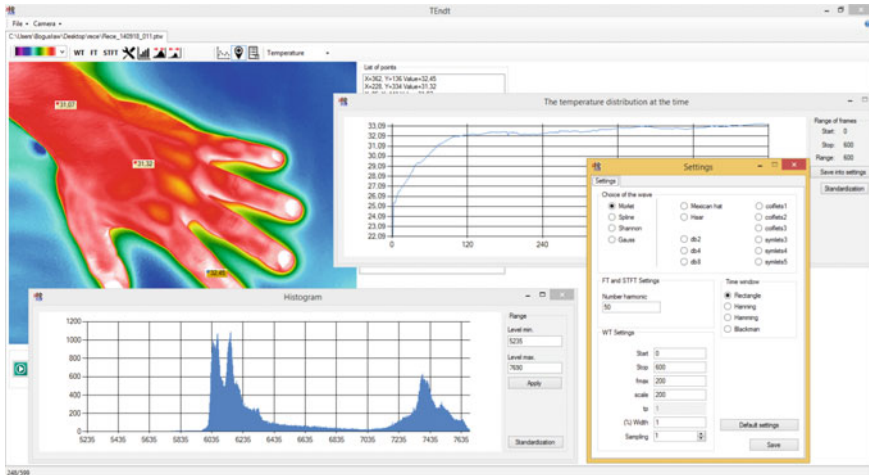 TEndt
File Camera
C:\Users\Bogusław\Desktop\rece\Rece_140918_011.ptw
WT FT STFT Temperature
List of points
X=362, Y=136 Value=32.45
X=228, Y=334 Value=31.32
31.07
31.32
32.45
The temperature distribution at the time
33.09
32.09
31.09
30.09
29.09
28.09
27.09
26.09
25.09
24.09
23.09
22.09
0 120 240
Range of frames
Start: 0
Stop: 600
Range: 600
Save into settings
Standardization
Settings
Settings
Choice of the wave
Morlet Mexican hat coiflets1
Spline Haar coiflets2
Shannon coiflets3
Gauss db2 symlets3
db4 symlets4
db8 symlets5
FT and STFT Settings
Number harmonic
50
Time window
Rectangle
Hanning
Hamming
Blackman
WT Settings
Start 0
Stop 600
fmax 200
scale 200
tp 1
(%) Width 1
Sampling 1
Default settings
Save
Histogram
1200
1000
800
600
400
200
0
5235 5435 5635 5835 6035 6235 6435 6635 6835 7035 7235 7435 7635
Range
Level min.
5235
Level max.
7690
Apply
Standardization
248/599